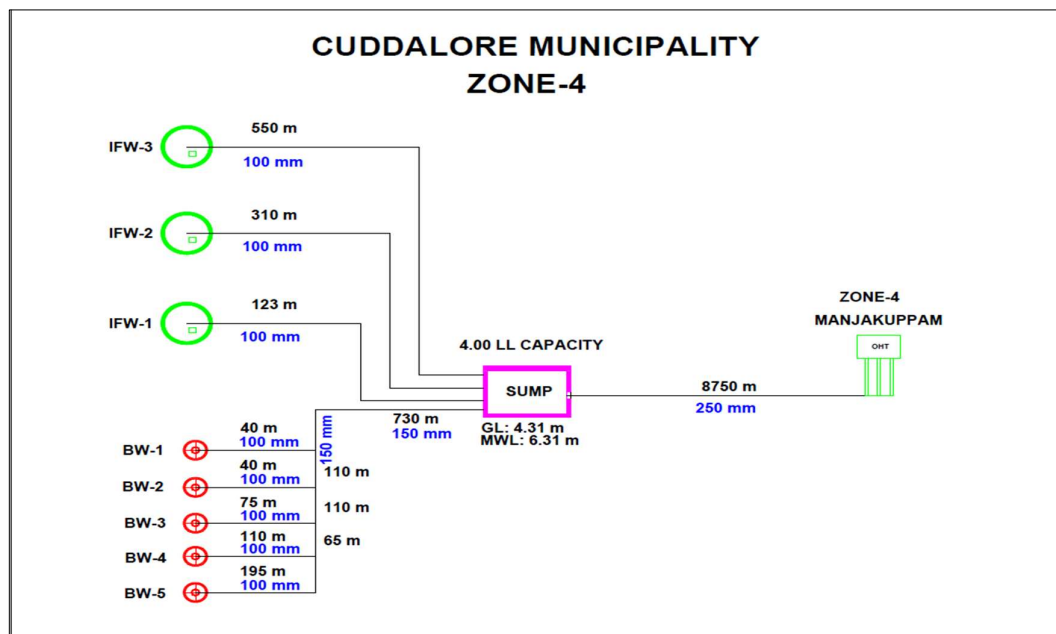 CUDDALORE MUNICIPALITY
ZONE-4
IFW-3
550 m
100 mm
IFW-2
310 m
100 mm
IFW-1
123 m
100 mm
4.00 LL CAPACITY
SUMP
GL: 4.31 m
MWL: 6.31 m
730 m
150 mm
150 mm
BW-1
40 m
100 mm
BW-2
40 m
100 mm
110 m
BW-3
75 m
100 mm
110 m
BW-4
110 m
100 mm
65 m
BW-5
195 m
100 mm
8750 m
250 mm
ZONE-4
MANJAKUPPAM
OHT